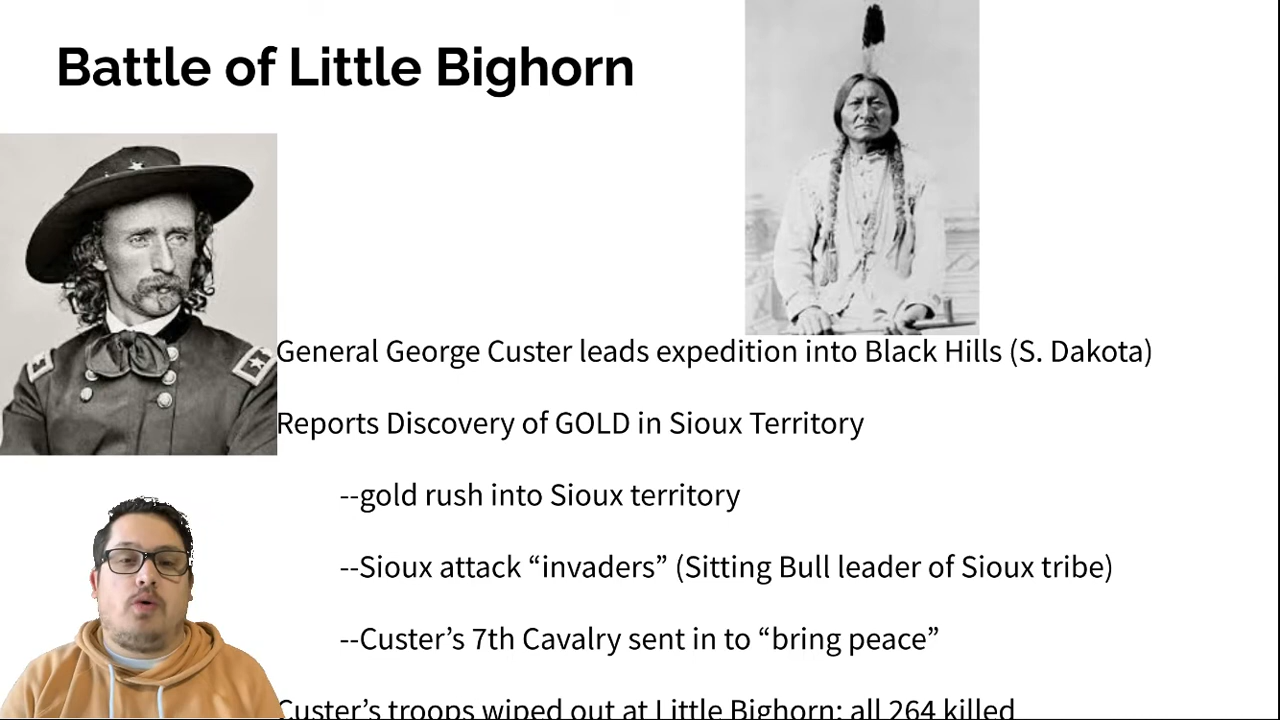 Battle of Little Bighorn
General George Custer leads expedition into Black Hills (S. Dakota)
Reports Discovery of GOLD in Sioux Territory
--gold rush into Sioux territory
--Sioux attack “invaders” (Sitting Bull leader of Sioux tribe)
--Custer’s 7th Cavalry sent in to “bring peace”
Custer’s troops wiped out at Little Bighorn; all 264 killed